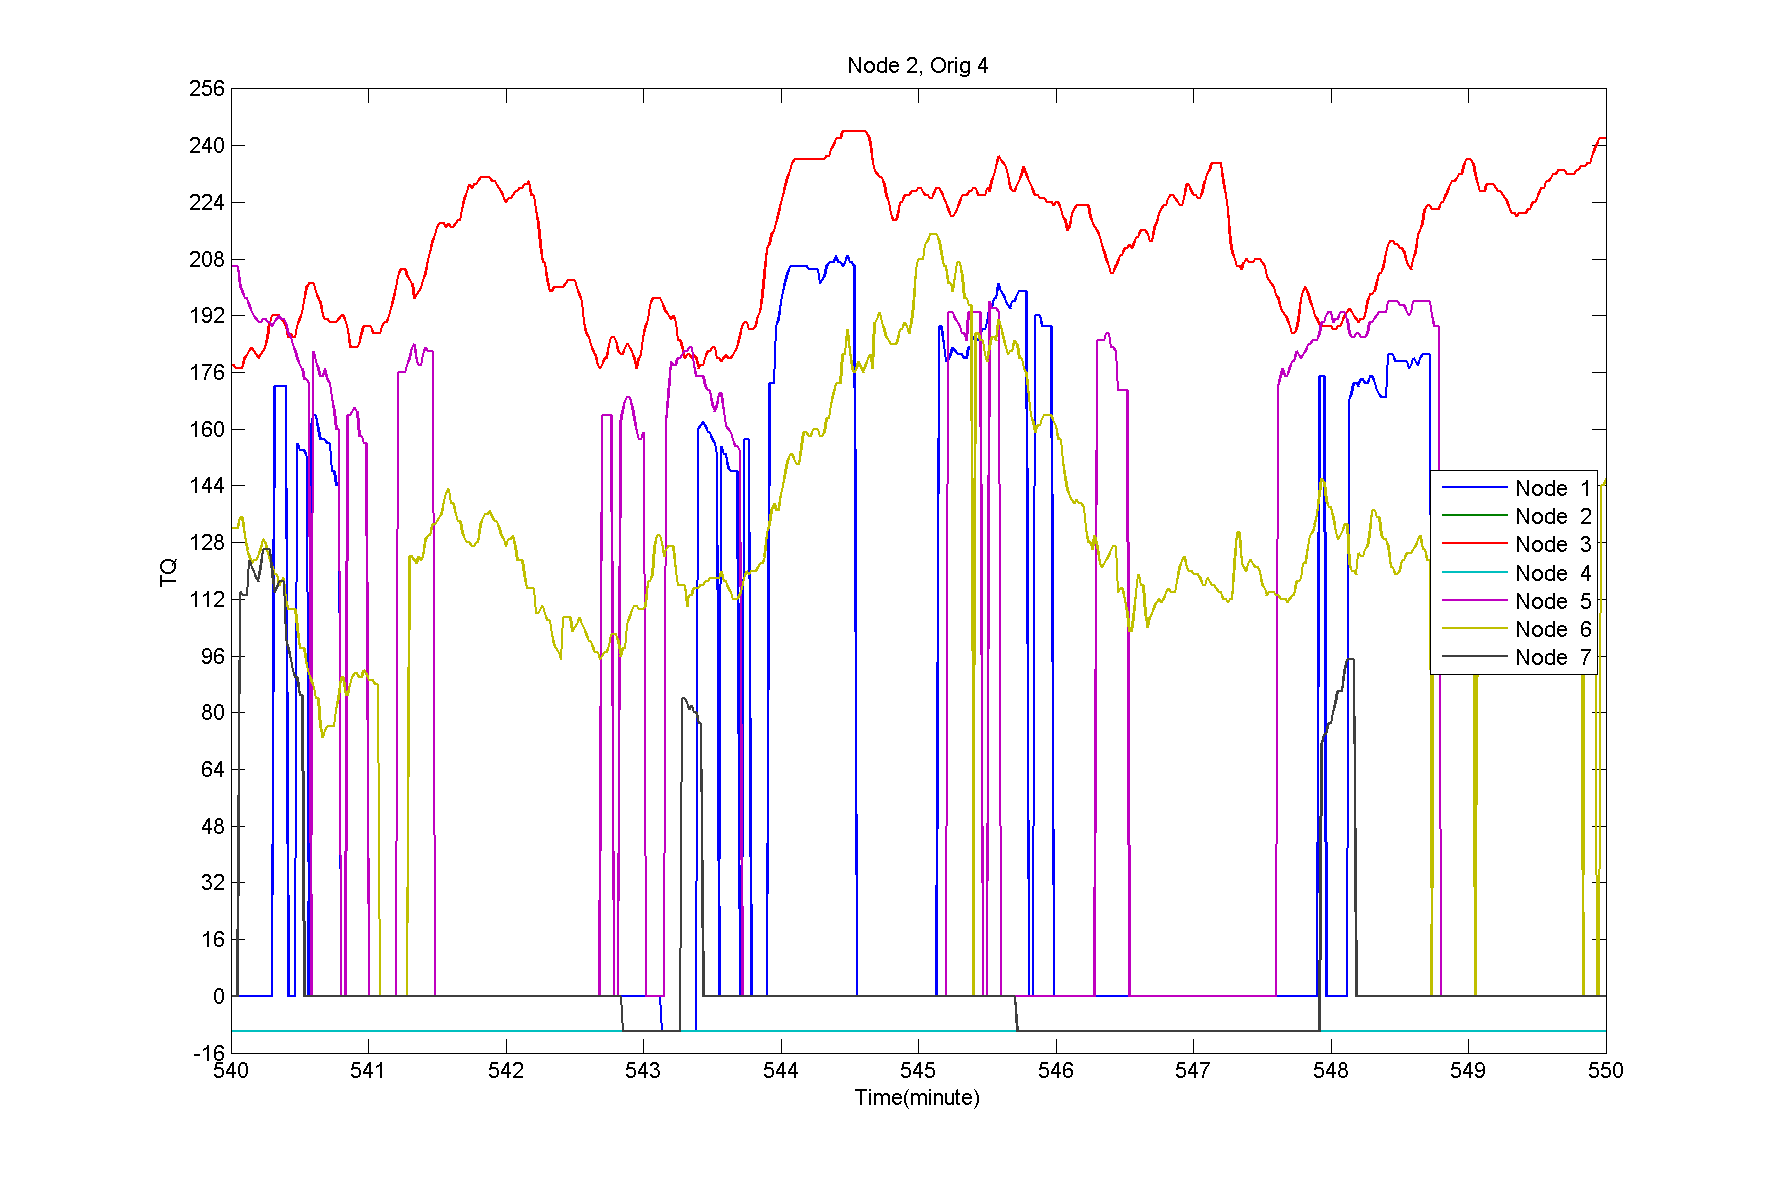 Node 2, Orig 4
256
240
224
208
192
176
160
144
128
112
96
80
64
48
32
16
0
-16
TQ
540 541 542 543 544 545 546 547 548 549 550
Time(minute)
Node 1
Node 2
Node 3
Node 4
Node 5
Node 6
Node 7